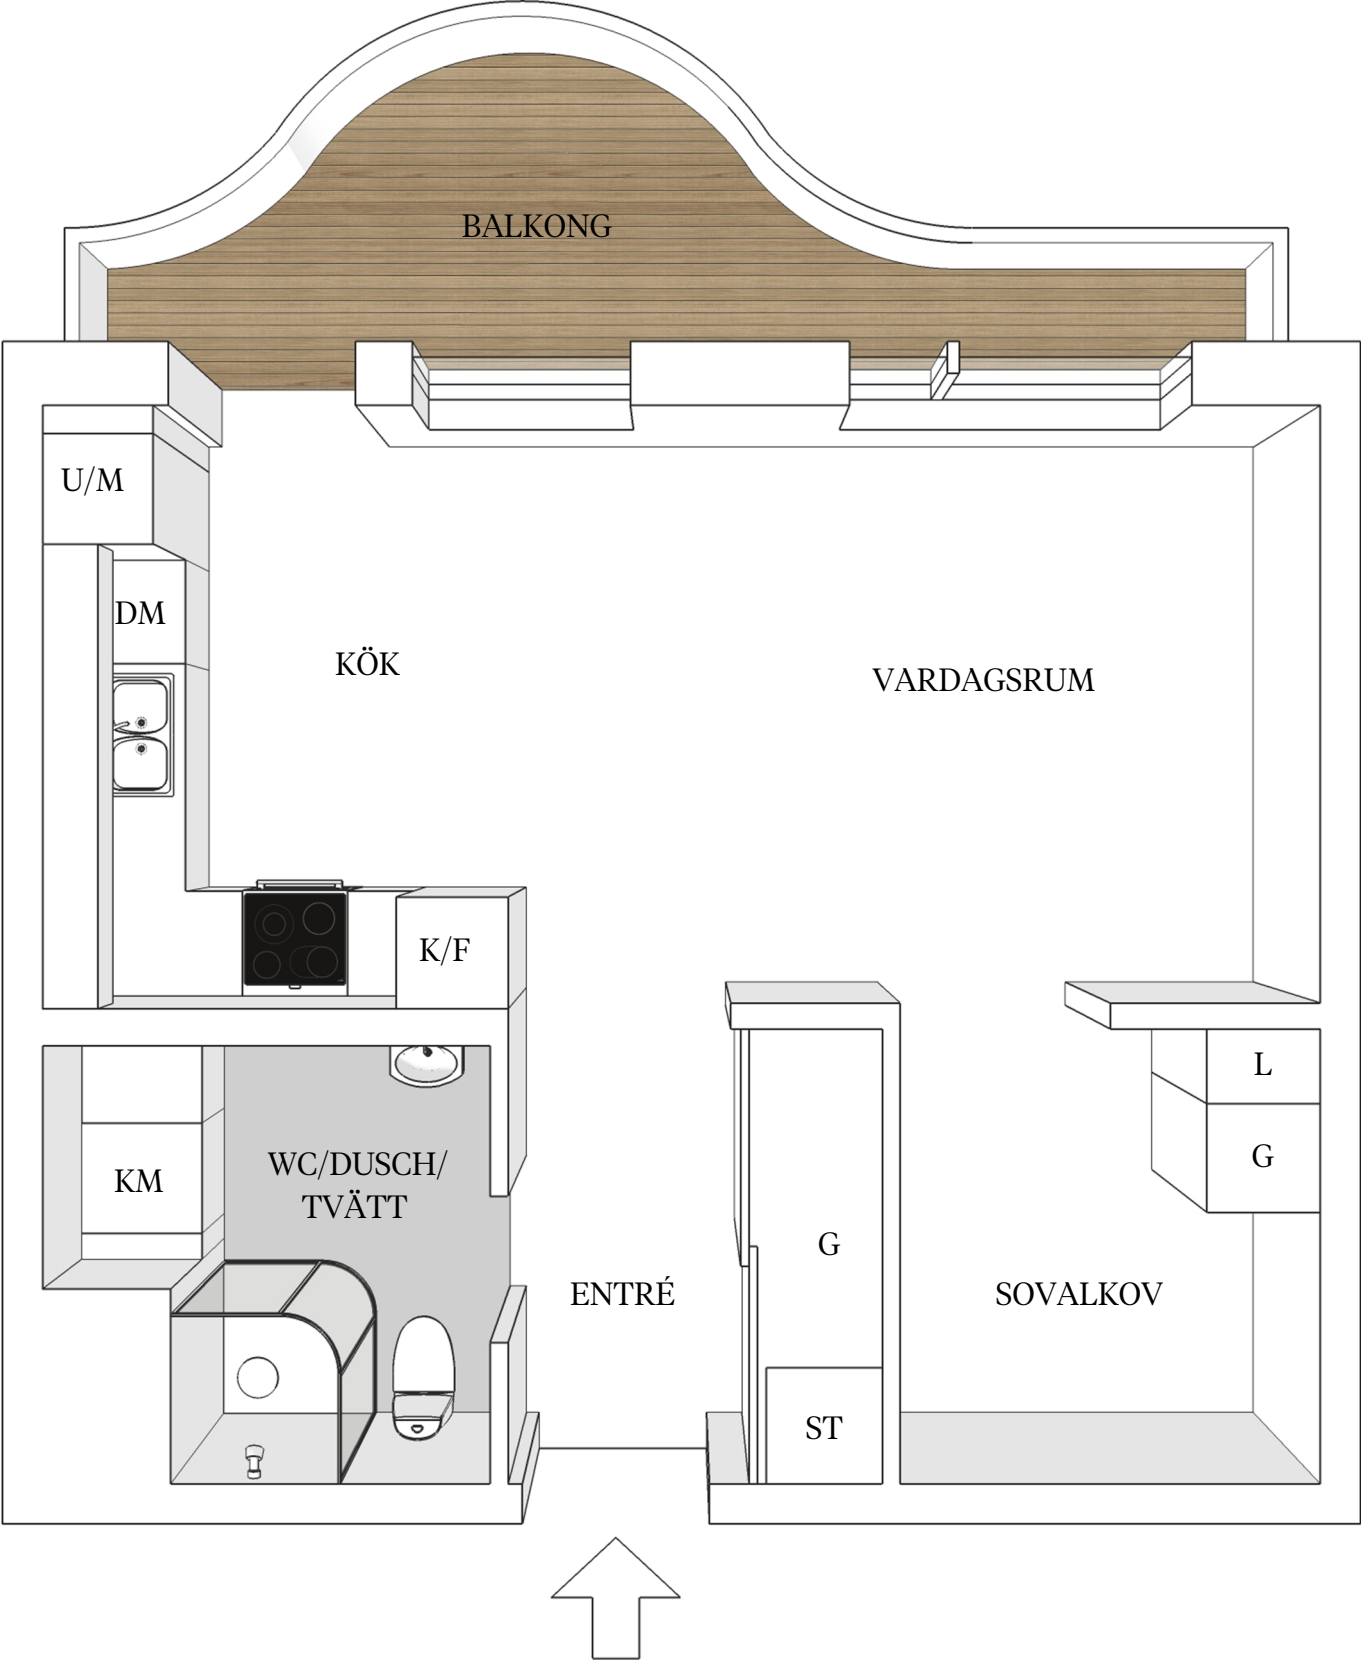 BALKONG
U/M
DM
KÖK
VARDAGSRUM
K/F
L
G
WC/DUSCH/
TVÄTT
KM
G
ENTRÉ
SOVALKOV
ST